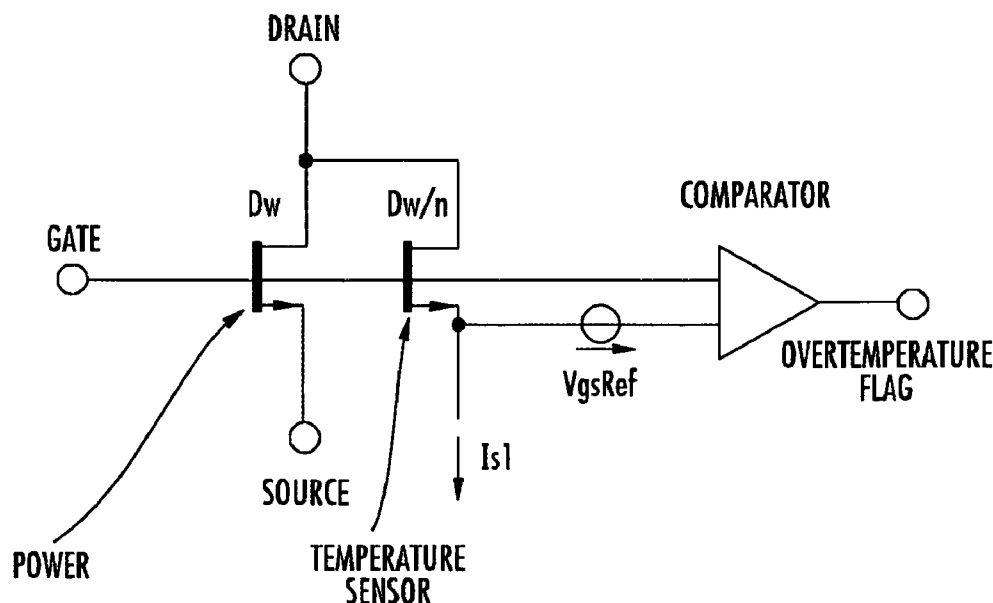 DRAIN
Dw
Dw/n
COMPARATOR
GATE
VgsRef
OVERTEMPERATURE
FLAG
Is1
SOURCE
POWER
TEMPERATURE
SENSOR